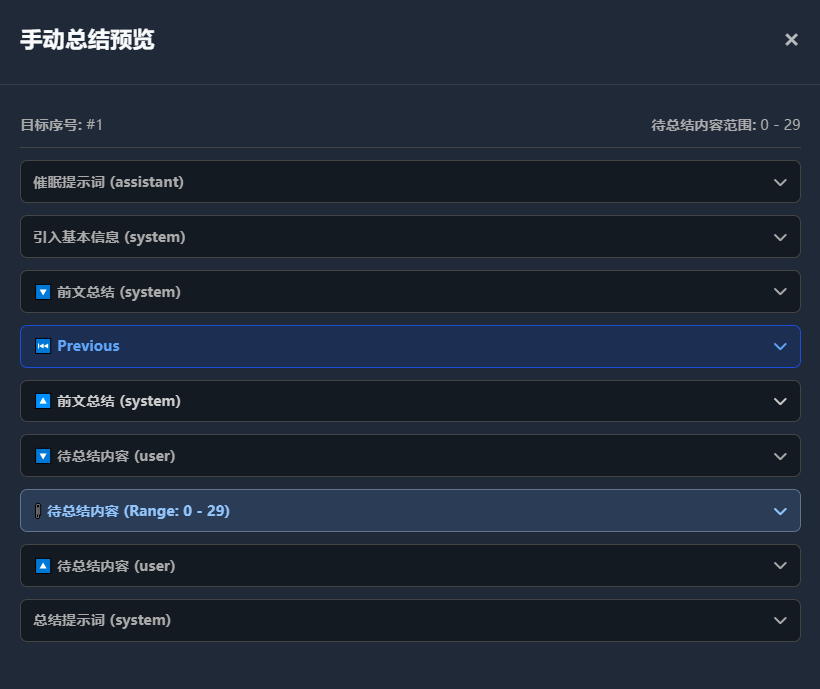 手动总结预览
目标序号: #1
待总结内容范围: 0 - 29
催眠提示词 (assistant)
引入基本信息 (system)
🔽 前文总结 (system)
⏮ Previous
🔼 前文总结 (system)
🔽 待总结内容 (user)
待总结内容 (Range: 0 - 29)
🔼 待总结内容 (user)
总结提示词 (system)